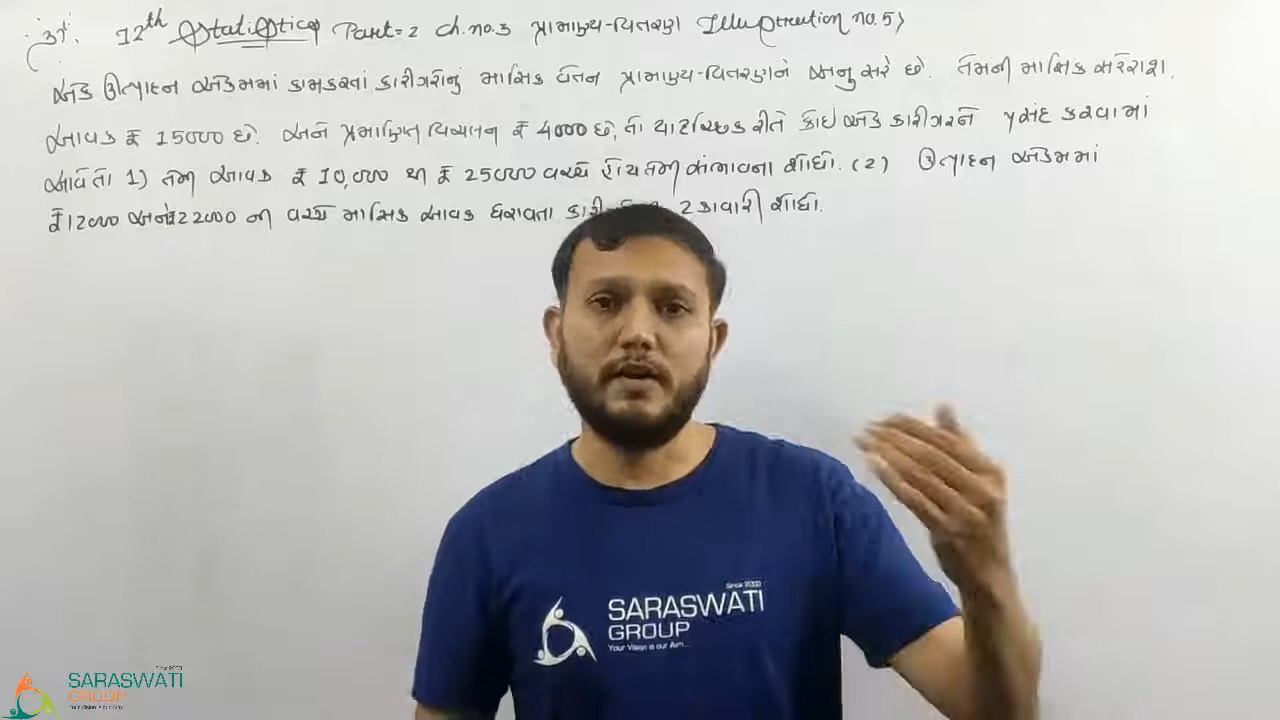 ૐ. 12th Statistics Part-2 ch.no.3 પ્રામાણ્ય-વિતરણ Illustration no.5)
એક ઉત્પાદન એકમમાં કામકરતાં કારીગરોનું માસિક વેતન પ્રામાણ્ય-વિતરણને અનુસરે છે. તેમની માસિક સરેરાશ
આવક ₹ 15000 છે. અને પ્રમાણિત વિચલન ₹ 4000 છે, તો યાદચ્છિક રીતે કોઇ એક કારીગરને પસંદ કરવામાં
આવે તો 1) તેની આવક ₹ 10,000 થી ₹ 25000 વચ્ચે હોય તેની સંભાવના શોધો. (2) ઉત્પાદન એકમમાં
₹12000 અને ₹22000 ની વચ્ચે માસિક આવક ધરાવતા ટકાવારી શોધો.
SARASWATI
GROUP
Your Vision is our Aim...
Since 2003
SARASWATI
GROUP